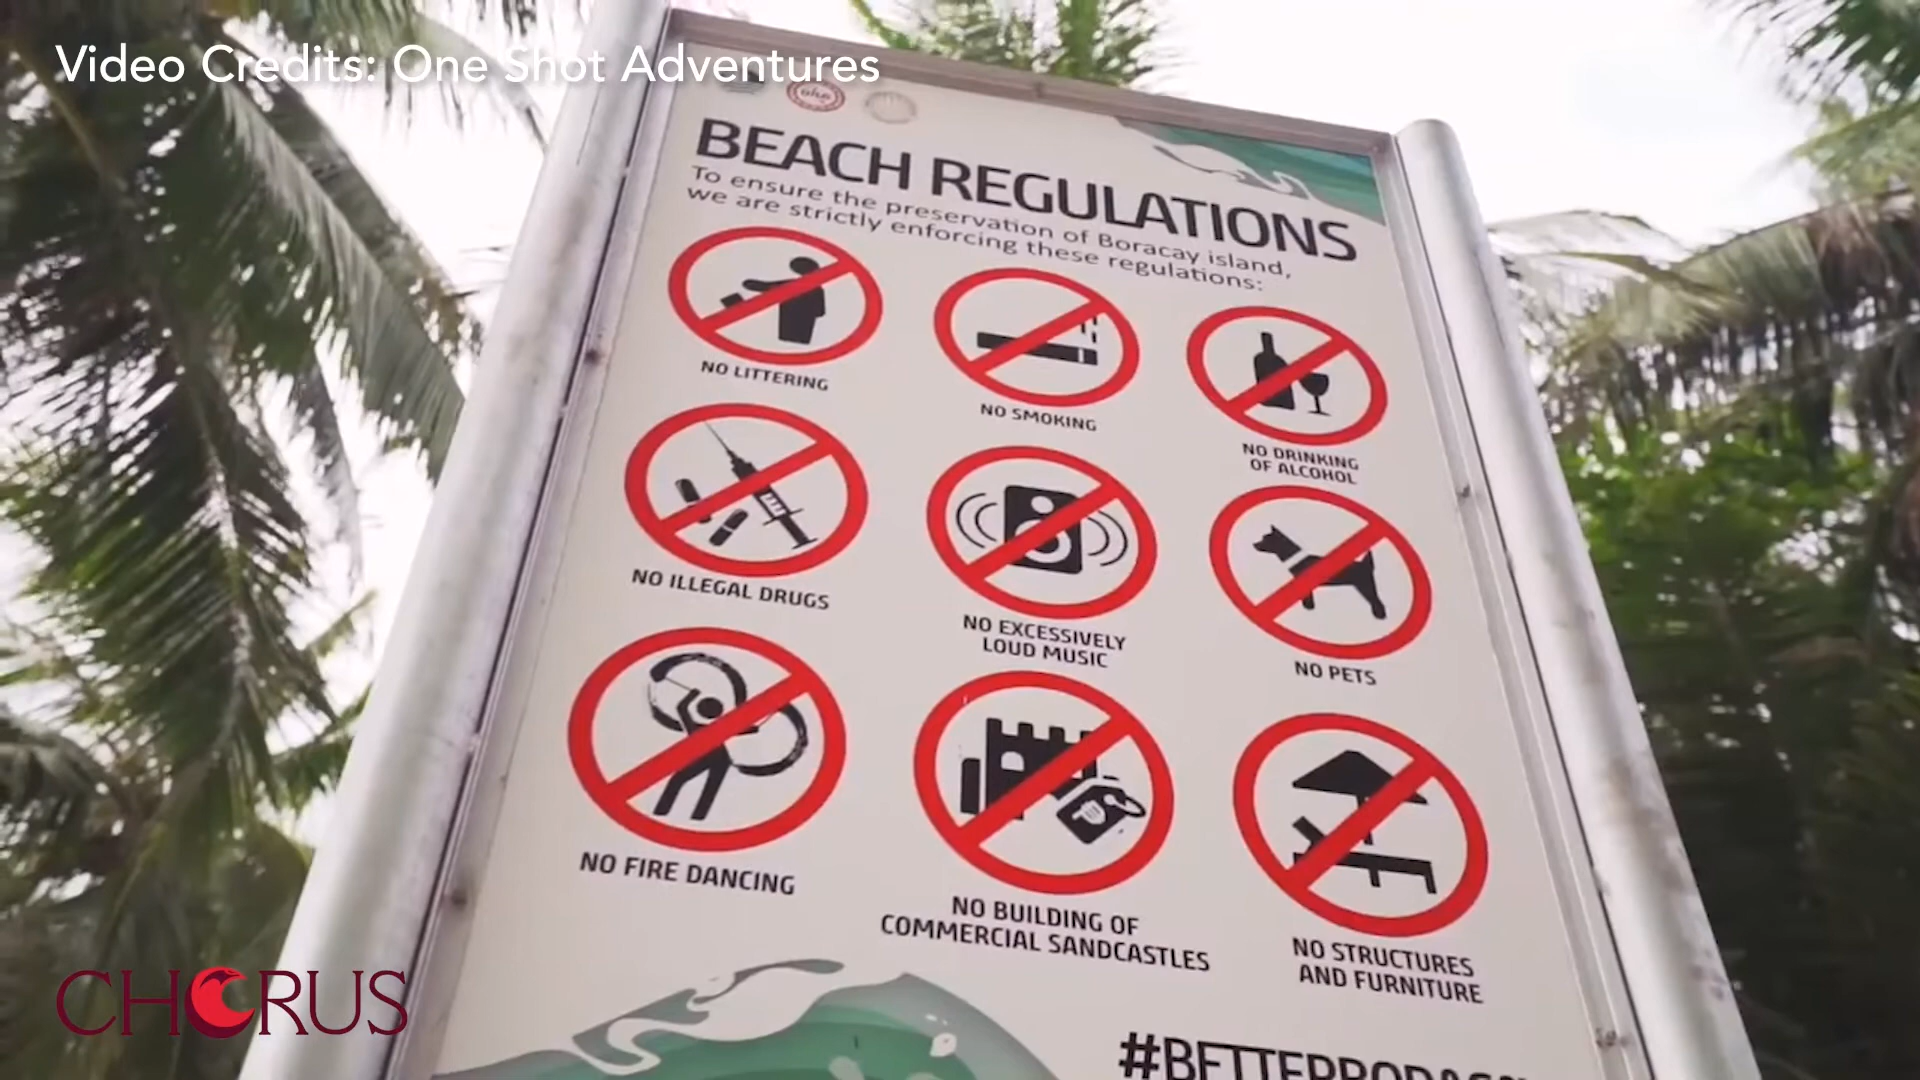 Video Credits: One Shot Adventures
BEACH REGULATIONS
To ensure the preservation of Boracay island,
we are strictly enforcing these regulations:
NO LITTERING
NO SMOKING
NO DRINKING
OF ALCOHOL
NO ILLEGAL DRUGS
NO EXCESSIVELY
LOUD MUSIC
NO PETS
NO FIRE DANCING
NO BUILDING OF
COMMERCIAL SANDCASTLES
NO STRUCTURES
AND FURNITURE
CHORUS